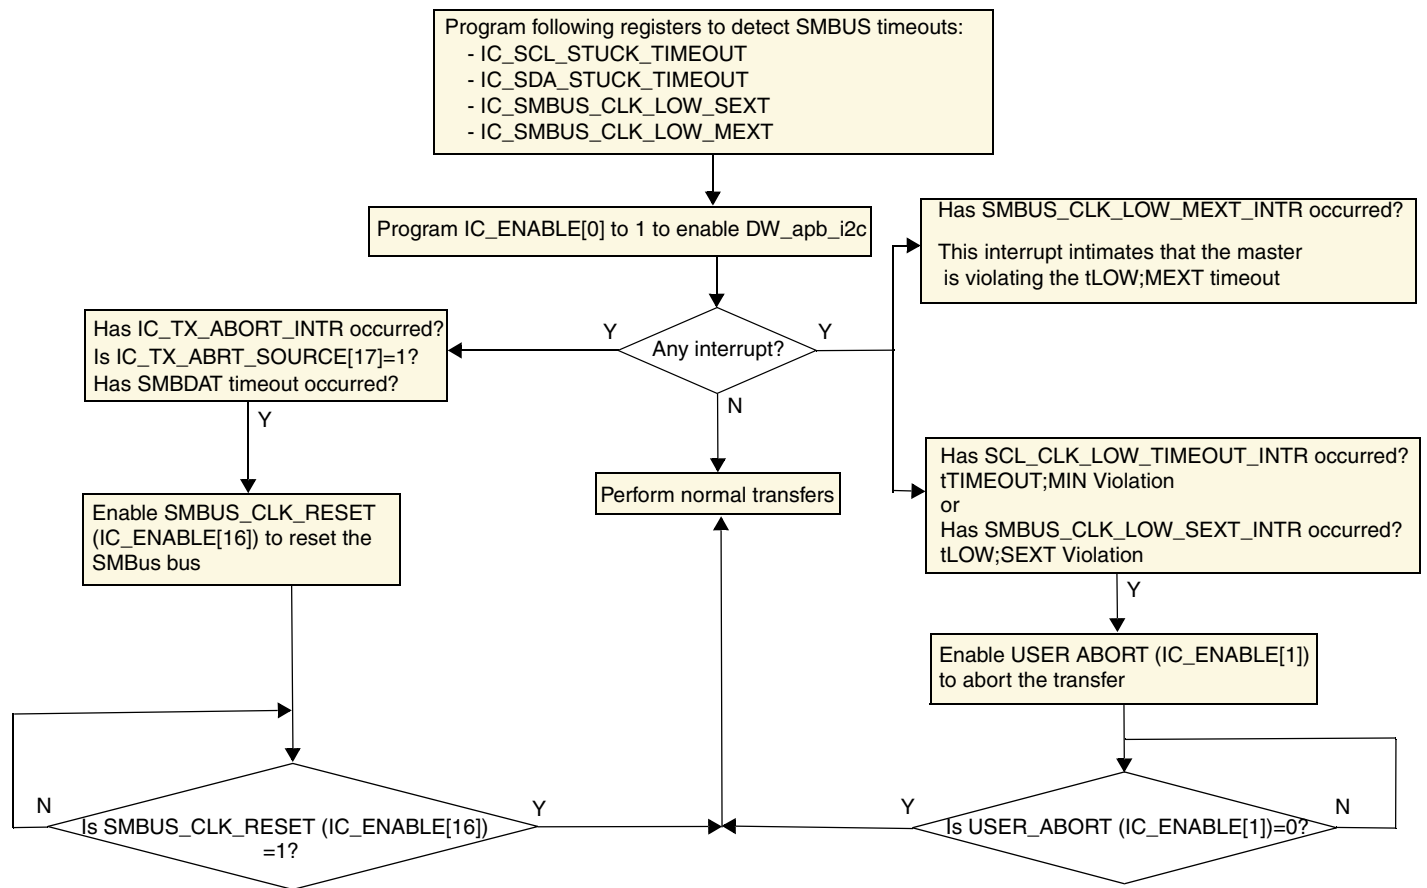 Program following registers to detect SMBUS timeouts:
- IC_SCL_STUCK_TIMEOUT
- IC_SDA_STUCK_TIMEOUT
- IC_SMBUS_CLK_LOW_SEXT
- IC_SMBUS_CLK_LOW_MEXT
Program IC_ENABLE[0] to 1 to enable DW_apb_i2c
Has SMBUS_CLK_LOW_MEXT_INTR occurred?
This interrupt intimates that the master
is violating the tLOW;MEXT timeout
Has IC_TX_ABORT_INTR occurred?
Is IC_TX_ABRT_SOURCE[17]=1?
Has SMBDAT timeout occurred?
Y
Any interrupt?
Y
N
Y
Perform normal transfers
Has SCL_CLK_LOW_TIMEOUT_INTR occurred?
tTIMEOUT;MIN Violation
or
Has SMBUS_CLK_LOW_SEXT_INTR occurred?
tLOW;SEXT Violation
Enable SMBUS_CLK_RESET
(IC_ENABLE[16]) to reset the
SMBus bus
Y
Enable USER ABORT (IC_ENABLE[1])
to abort the transfer
N
Is SMBUS_CLK_RESET (IC_ENABLE[16])
=1?
Y
Y
Is USER_ABORT (IC_ENABLE[1])=0?
N